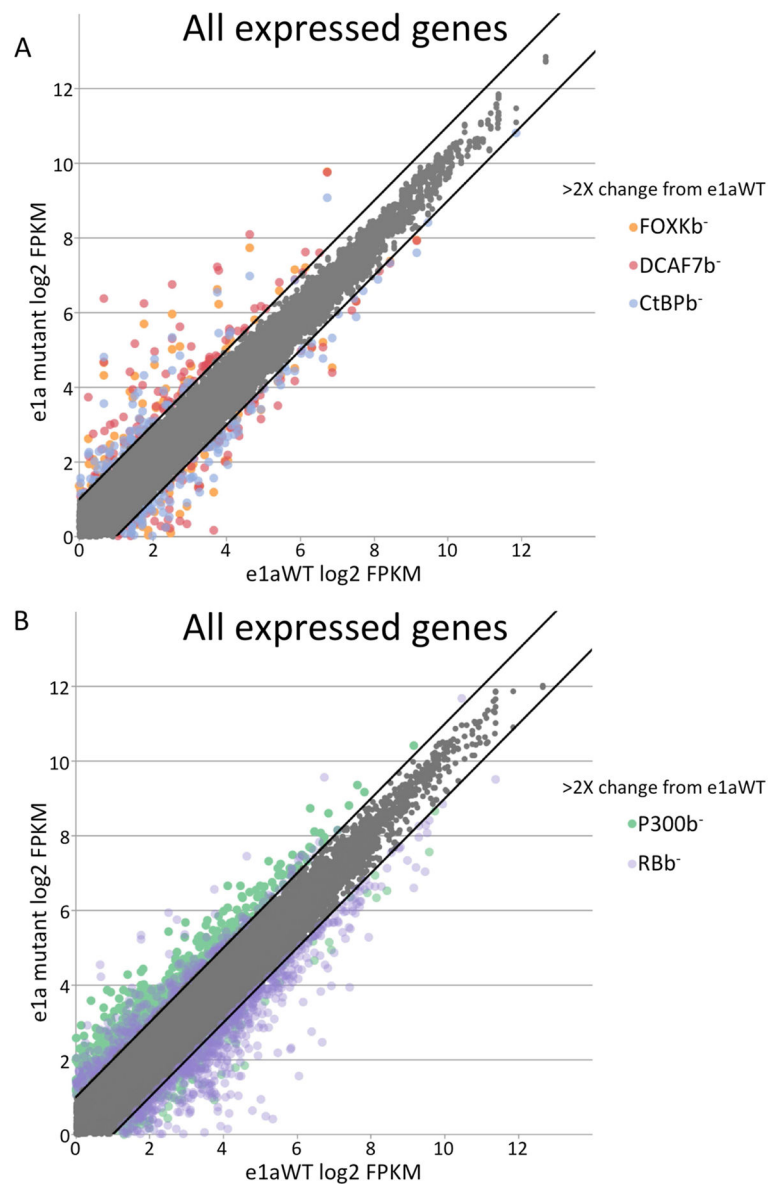 A
All expressed genes
12
10
8
6
4
2
0
0 2 4 6 8 10 12
e1a mutant log2 FPKM
e1aWT log2 FPKM
>2X change from e1aWT
FOXKb-
DCAF7b-
CtBPb-
B
All expressed genes
12
10
8
6
4
2
0
0 2 4 6 8 10 12
e1a mutant log2 FPKM
e1aWT log2 FPKM
>2X change from e1aWT
P300b-
RBb-